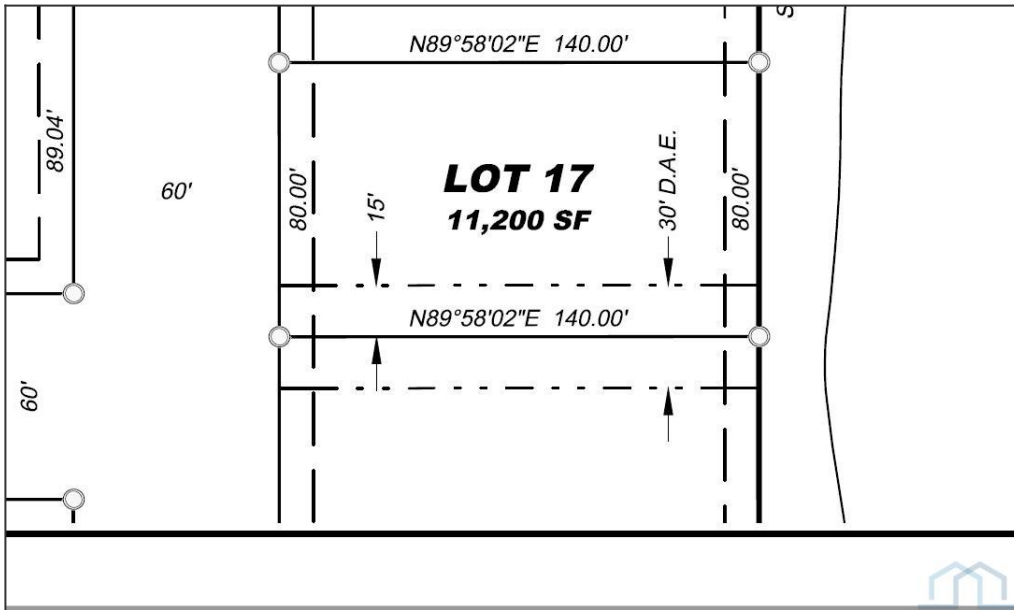 N89°58'02"E 140.00'
89.04'
60'
80.00'
15'
LOT 17
11,200 SF
30' D.A.E.
80.00'
N89°58'02"E 140.00'
60'